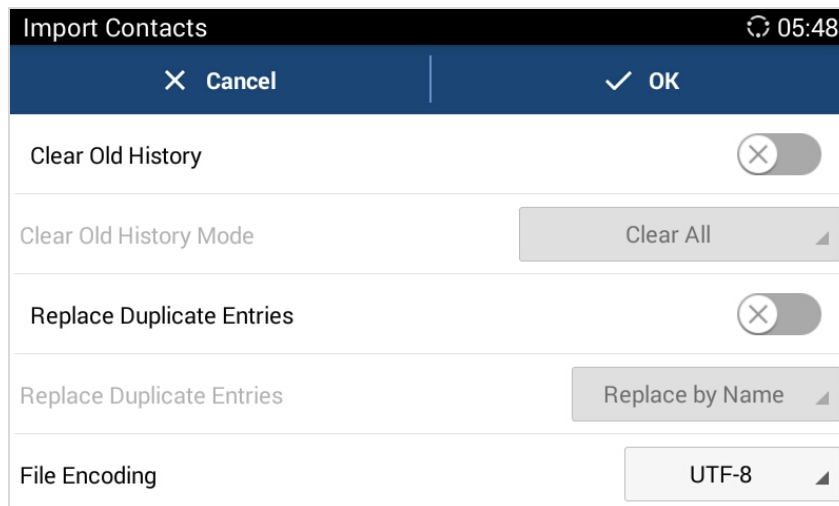 Import Contacts 05:48
Cancel OK
Clear Old History
Clear Old History Mode Clear All
Replace Duplicate Entries
Replace Duplicate Entries Replace by Name
File Encoding UTF-8